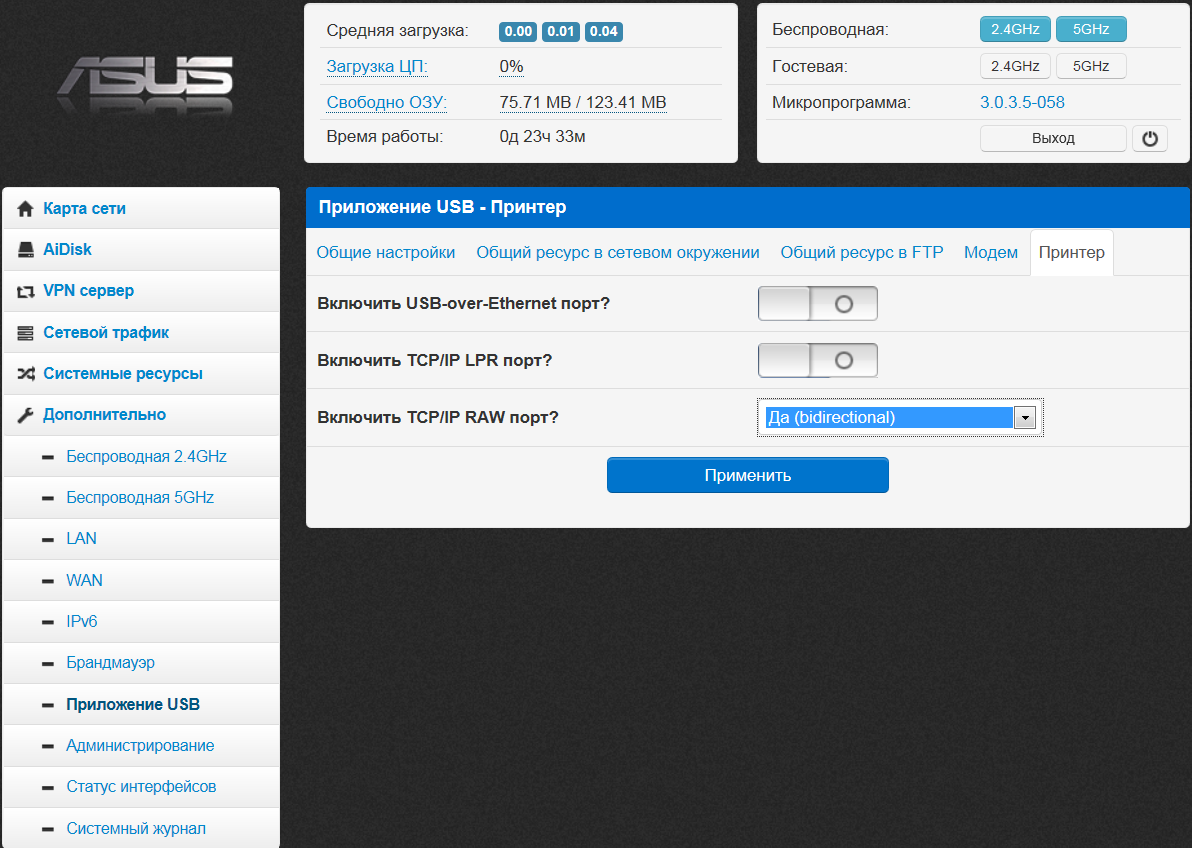 ASUS
Средняя загрузка: 0.00 0.01 0.04
Загрузка ЦП: 0%
Свободно ОЗУ: 75.71 MB / 123.41 MB
Время работы: 0д 23ч 33м
Беспроводная: 2.4GHz 5GHz
Гостевая: 2.4GHz 5GHz
Микропрограмма: 3.0.3.5-058
Выход
Карта сети
AiDisk
VPN сервер
Сетевой трафик
Системные ресурсы
Дополнительно
Беспроводная 2.4GHz
Беспроводная 5GHz
LAN
WAN
IPv6
Брандмауэр
Приложение USB
Администрирование
Статус интерфейсов
Системный журнал
Приложение USB - Принтер
Общие настройки Общий ресурс в сетевом окружении Общий ресурс в FTP Модем Принтер
Включить USB-over-Ethernet порт?
Включить TCP/IP LPR порт?
Включить TCP/IP RAW порт? Да (bidirectional)
Применить